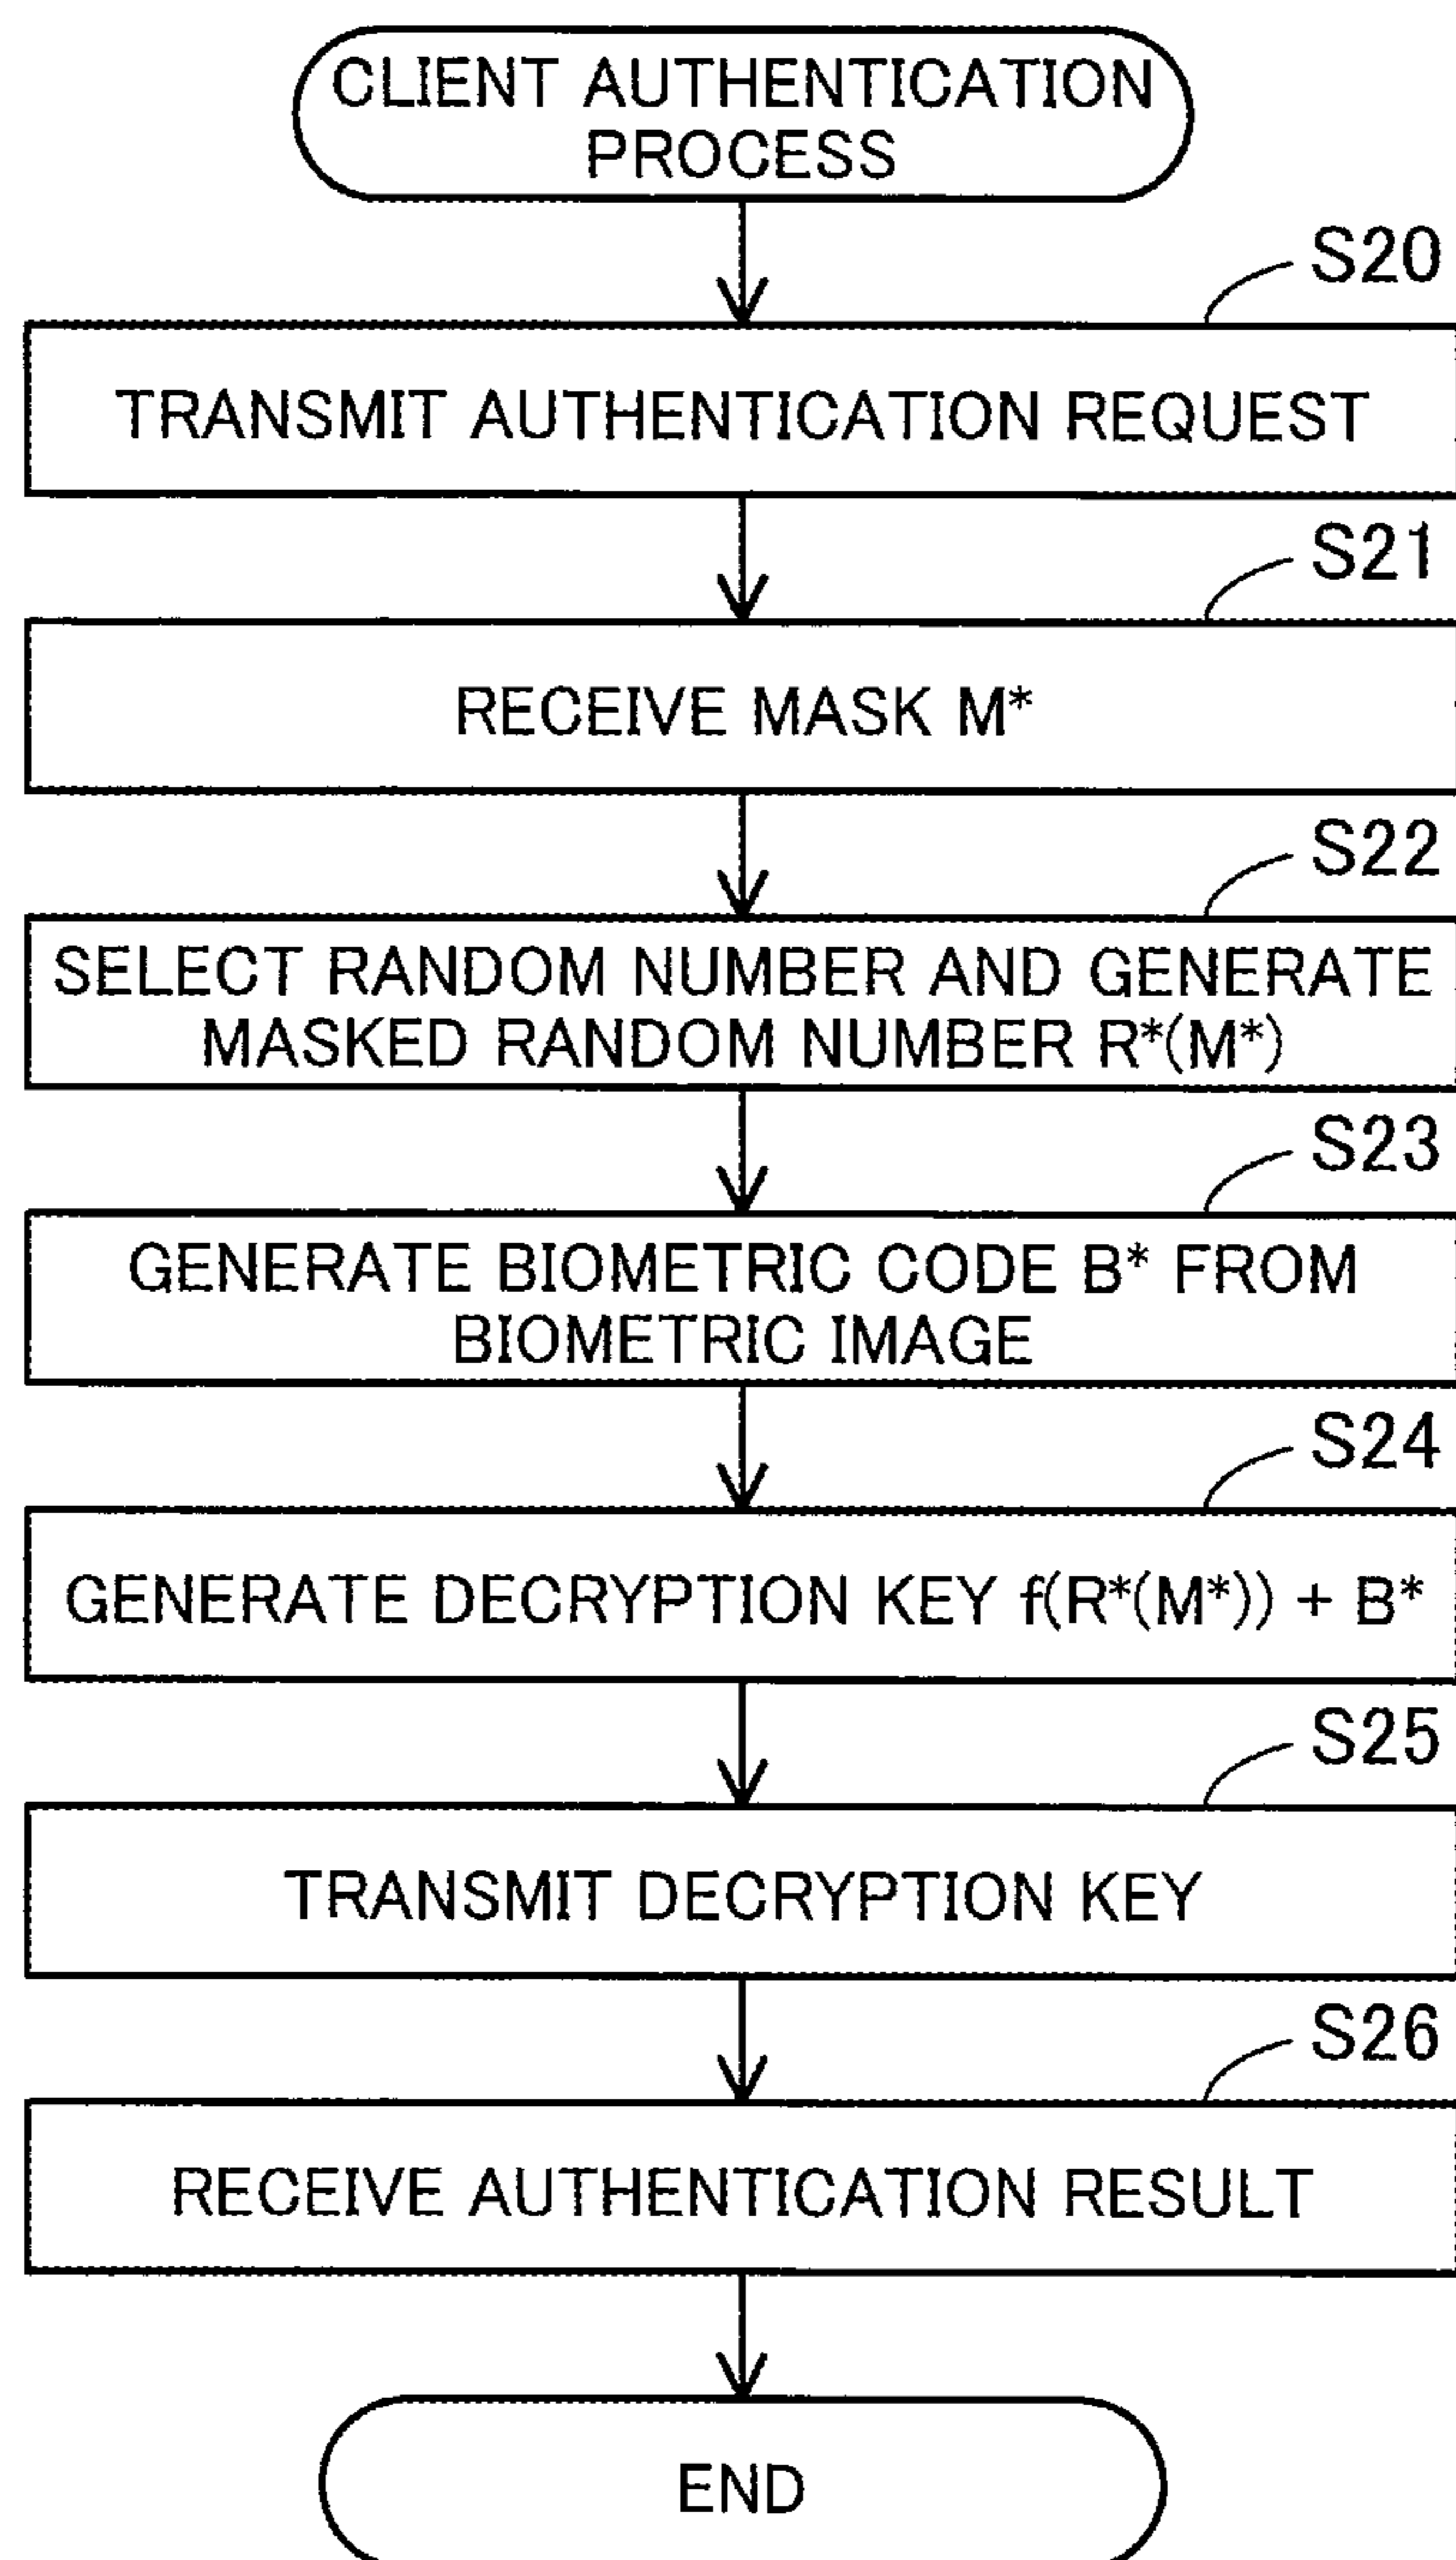 CLIENT AUTHENTICATION
PROCESS
S20
TRANSMIT AUTHENTICATION REQUEST
S21
RECEIVE MASK M*
S22
SELECT RANDOM NUMBER AND GENERATE
MASKED RANDOM NUMBER R*(M*)
S23
GENERATE BIOMETRIC CODE B* FROM
BIOMETRIC IMAGE
S24
GENERATE DECRYPTION KEY f(R*(M*)) + B*
S25
TRANSMIT DECRYPTION KEY
S26
RECEIVE AUTHENTICATION RESULT
END